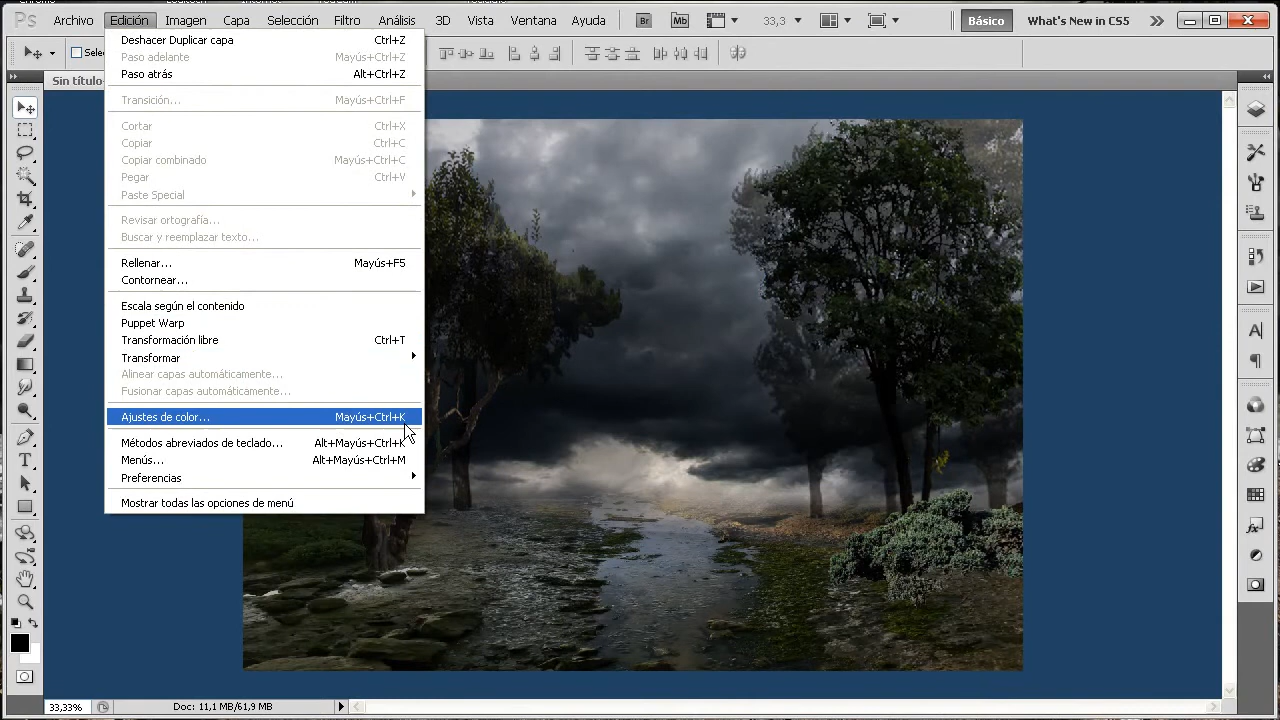 Ps Archivo Edición Imagen Capa Selección Filtro Análisis 3D Vista Ventana Ayuda Br Mb 33,3 Básico What's New in CS5
Deshacer Duplicar capa Ctrl+Z
Paso adelante Mayús+Ctrl+Z
Paso atrás Alt+Ctrl+Z
Sin título
Transición... Mayús+Ctrl+F
Cortar Ctrl+X
Copiar Ctrl+C
Copiar combinado Mayús+Ctrl+C
Pegar Ctrl+V
Paste Special
Revisar ortografía...
Buscar y reemplazar texto...
Rellenar... Mayús+F5
Contornear...
Escala según el contenido
Puppet Warp
Transformación libre Ctrl+T
Transformar
Alinear capas automáticamente...
Fusionar capas automáticamente...
Ajustes de color... Mayús+Ctrl+K
Métodos abreviados de teclado... Alt+Mayús+Ctrl+K
Menús... Alt+Mayús+Ctrl+M
Preferencias
Mostrar todas las opciones de menú
33,33% Doc: 11,1 MB/61,9 MB